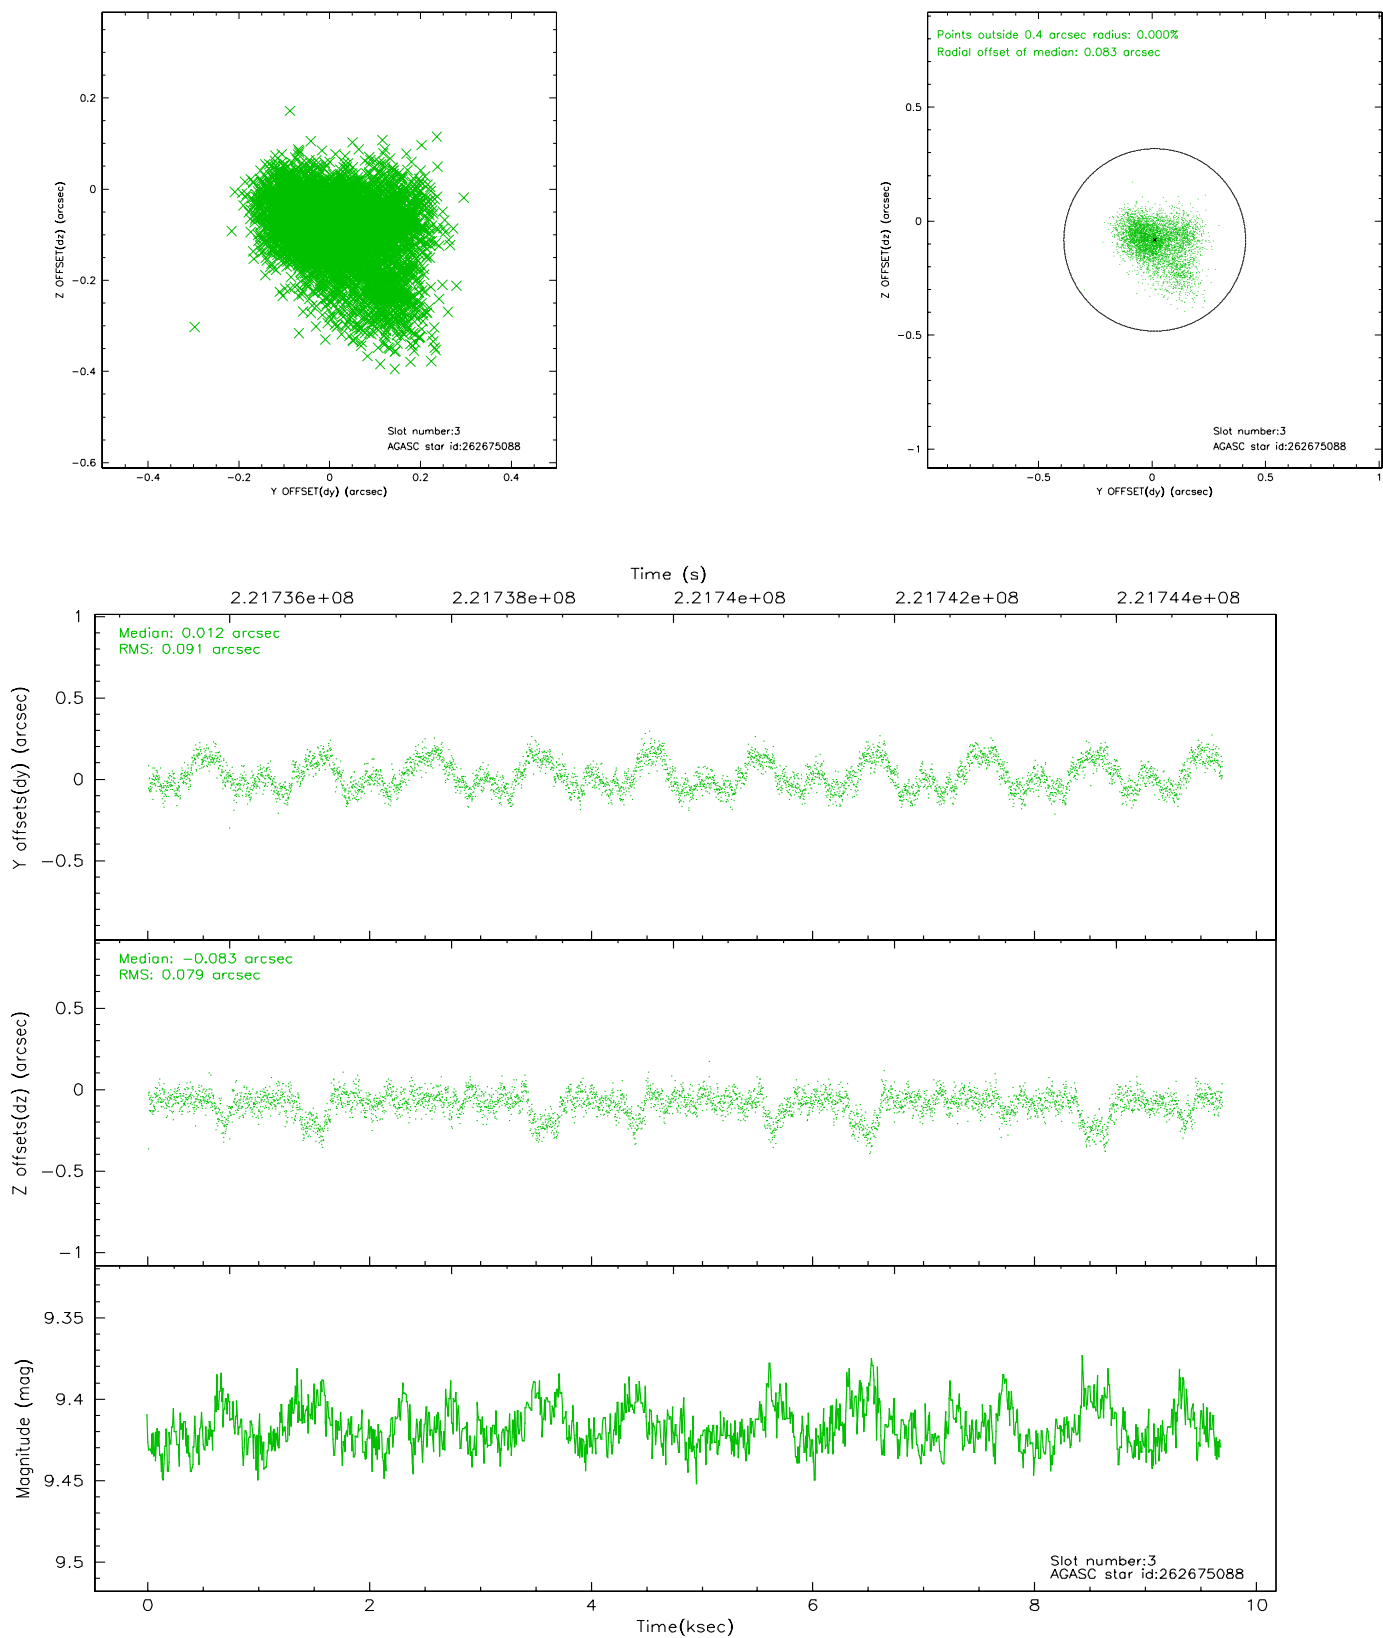 0.2
0
−0.2
−0.4
−0.6
Z OFFSET(dz) (arcsec)
−0.4 −0.2 0 0.2 0.4
Y OFFSET(dy) (arcsec)
Slot number:3
AGASC star id:262675088
Points outside 0.4 arcsec radius: 0.000%
Radial offset of median: 0.083 arcsec
0.5
0
−0.5
−1
Z OFFSET(dz) (arcsec)
−0.5 0 0.5 1
Y OFFSET(dy) (arcsec)
Slot number:3
AGASC star id:262675088
Time (s)
2.21736e+08 2.21738e+08 2.2174e+08 2.21742e+08 2.21744e+08
Median: 0.012 arcsec
RMS: 0.091 arcsec
1
0.5
0
−0.5
Y offsets(dy) (arcsec)
Median: −0.083 arcsec
RMS: 0.079 arcsec
0.5
0
−0.5
−1
Z offsets(dz) (arcsec)
9.35
9.4
9.45
9.5
Magnitude (mag)
Slot number:3
AGASC star id:262675088
0 2 4 6 8 10
Time(ksec)